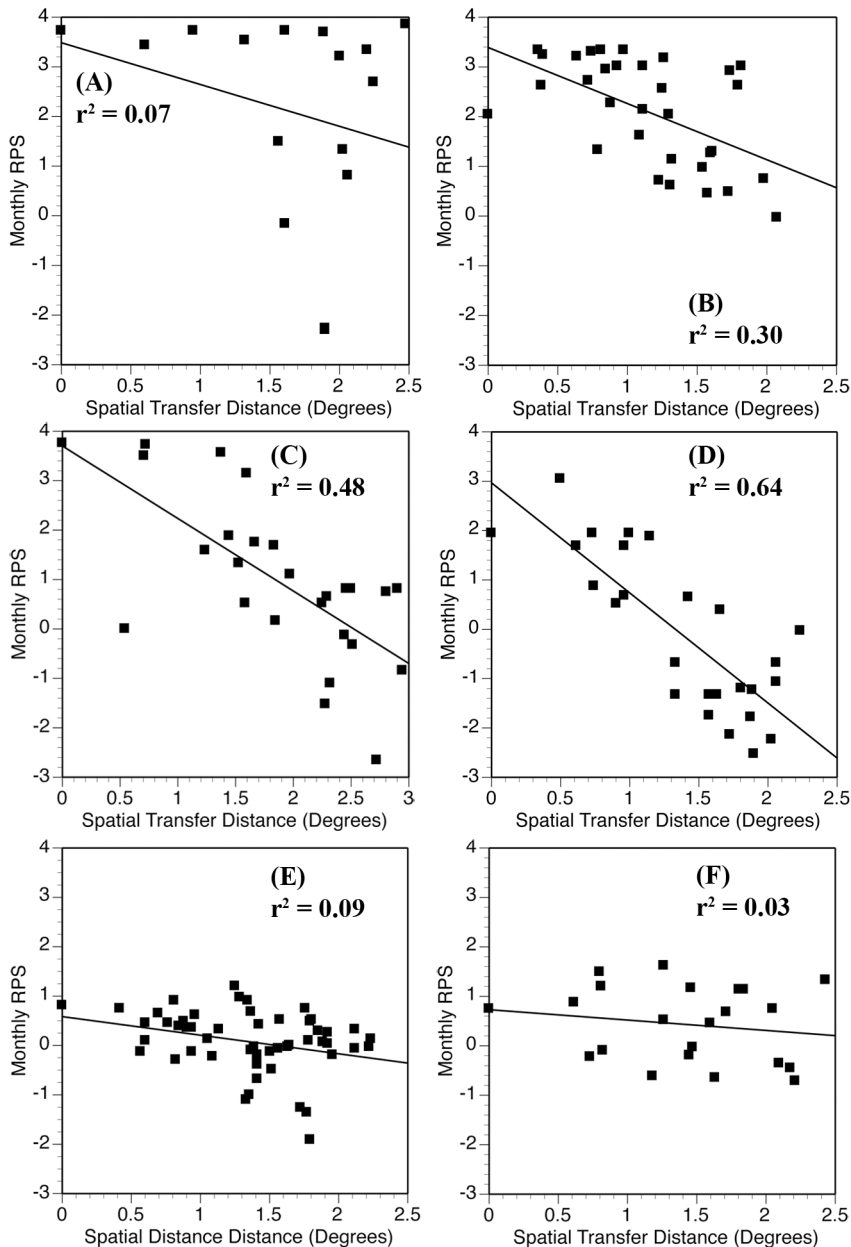 4
3
2
1
0
-1
-2
-3
Monthly RPS
(A)
r² = 0.07
0 0.5 1 1.5 2 2.5
Spatial Transfer Distance (Degrees)
4
3
2
1
0
-1
-2
-3
Monthly RPS
(B)
r² = 0.30
0 0.5 1 1.5 2 2.5
Spatial Transfer Distance (Degrees)
4
3
2
1
0
-1
-2
-3
Monthly RPS
(C)
r² = 0.48
0 0.5 1 1.5 2 2.5 3
Spatial Transfer Distance (Degrees)
4
3
2
1
0
-1
-2
-3
Monthly RPS
(D)
r² = 0.64
0 0.5 1 1.5 2 2.5
Spatial Transfer Distance (Degrees)
4
3
2
1
0
-1
-2
-3
Monthly RPS
(E)
r² = 0.09
0 0.5 1 1.5 2 2.5
Spatial Distance Distance (Degrees)
4
3
2
1
0
-1
-2
-3
Monthly RPS
(F)
r² = 0.03
0 0.5 1 1.5 2 2.5
Spatial Transfer Distance (Degrees)